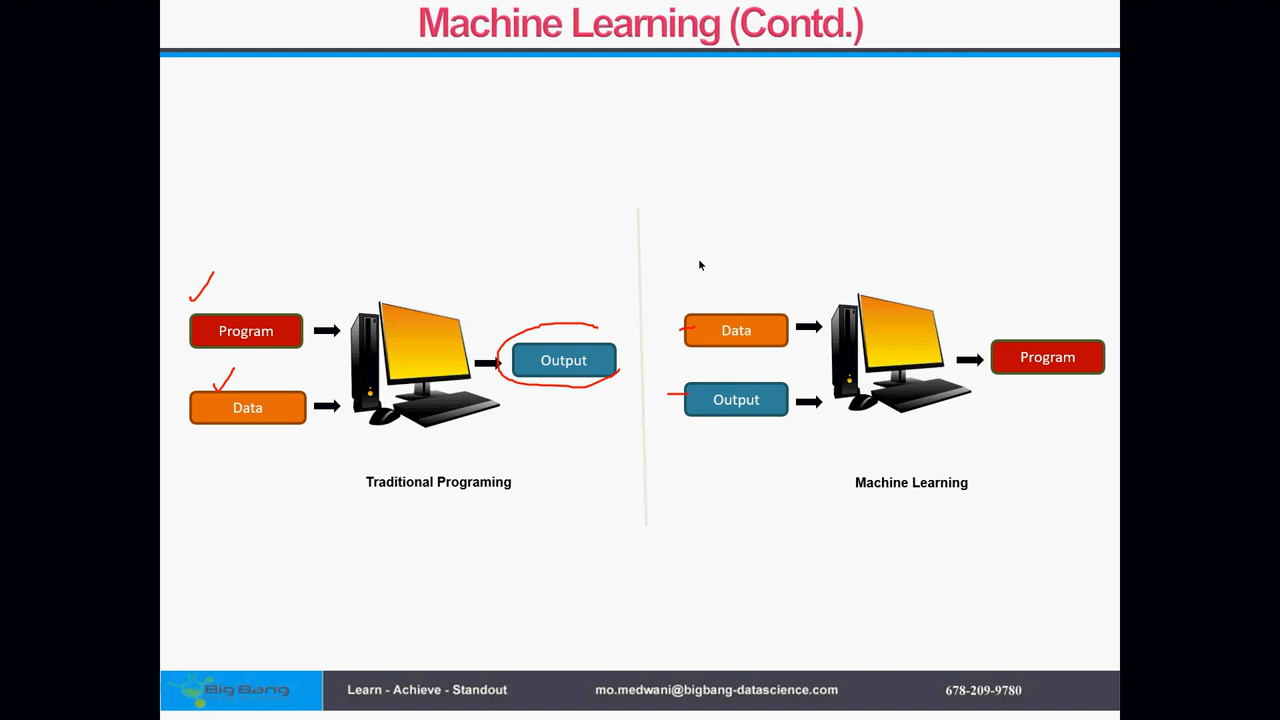 Machine Learning (Contd.)
Program
Data
Output
Traditional Programing
Data
Output
Program
Machine Learning
Big Bang
Learn - Achieve - Standout
mo.medwani@bigbang-datascience.com
678-209-9780